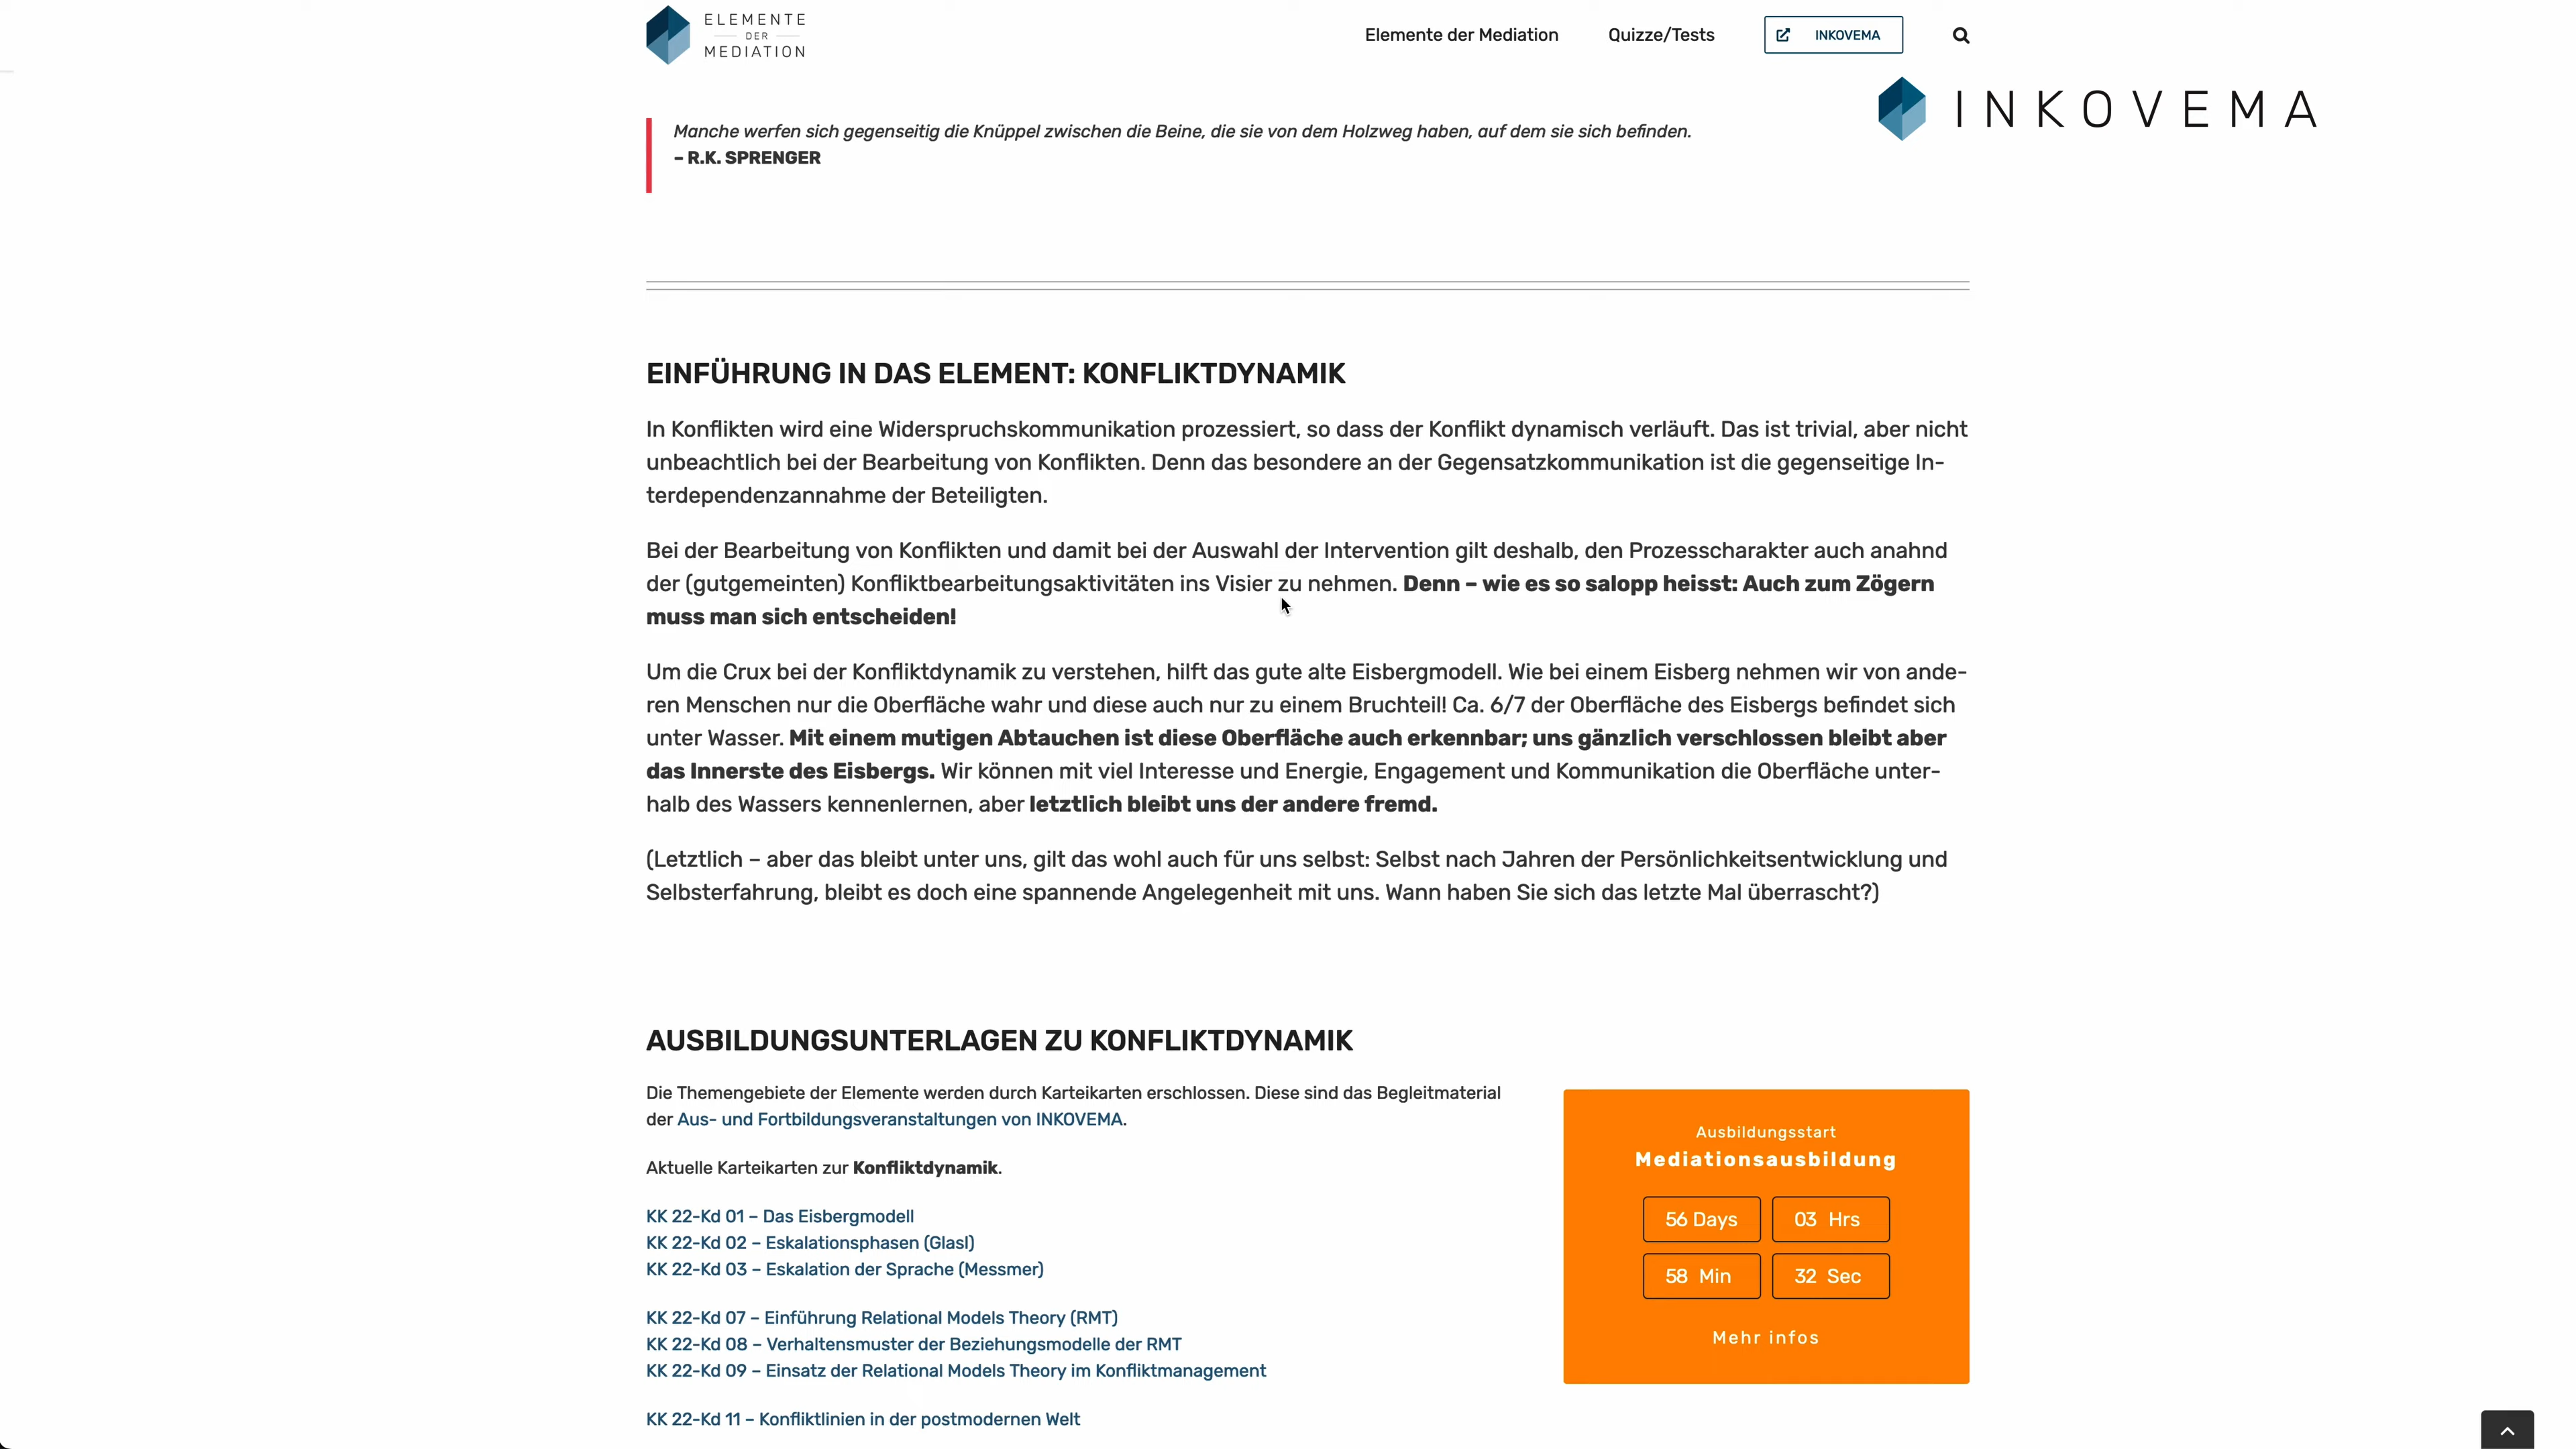 ELEMENTE
DER
MEDIATION
Elemente der Mediation
Quizze/Tests
INKOVEMA
INKOVEMA
Manche werfen sich gegenseitig die Knüppel zwischen die Beine, die sie von dem Holzweg haben, auf dem sie sich befinden.
– R.K. SPRENGER
EINFÜHRUNG IN DAS ELEMENT: KONFLIKTDYNAMIK
In Konflikten wird eine Widerspruchskommunikation prozessiert, so dass der Konflikt dynamisch verläuft. Das ist trivial, aber nicht
unbeachtlich bei der Bearbeitung von Konflikten. Denn das besondere an der Gegensatzkommunikation ist die gegenseitige In-
terdependenzannahme der Beteiligten.
Bei der Bearbeitung von Konflikten und damit bei der Auswahl der Intervention gilt deshalb, den Prozesscharakter auch anahnd
der (gutgemeinten) Konfliktbearbeitungsaktivitäten ins Visier zu nehmen. Denn – wie es so salopp heisst: Auch zum Zögern
muss man sich entscheiden!
Um die Crux bei der Konfliktdynamik zu verstehen, hilft das gute alte Eisbergmodell. Wie bei einem Eisberg nehmen wir von ande-
ren Menschen nur die Oberfläche wahr und diese auch nur zu einem Bruchteil! Ca. 6/7 der Oberfläche des Eisbergs befindet sich
unter Wasser. Mit einem mutigen Abtauchen ist diese Oberfläche auch erkennbar; uns gänzlich verschlossen bleibt aber
das Innerste des Eisbergs. Wir können mit viel Interesse und Energie, Engagement und Kommunikation die Oberfläche unter-
halb des Wassers kennenlernen, aber letztlich bleibt uns der andere fremd.
(Letztlich – aber das bleibt unter uns, gilt das wohl auch für uns selbst: Selbst nach Jahren der Persönlichkeitsentwicklung und
Selbsterfahrung, bleibt es doch eine spannende Angelegenheit mit uns. Wann haben Sie sich das letzte Mal überrascht?)
AUSBILDUNGSUNTERLAGEN ZU KONFLIKTDYNAMIK
Die Themengebiete der Elemente werden durch Karteikarten erschlossen. Diese sind das Begleitmaterial
der Aus- und Fortbildungsveranstaltungen von INKOVEMA.
Aktuelle Karteikarten zur Konfliktdynamik.
KK 22-Kd 01 – Das Eisbergmodell
KK 22-Kd 02 – Eskalationsphasen (Glasl)
KK 22-Kd 03 – Eskalation der Sprache (Messmer)
KK 22-Kd 07 – Einführung Relational Models Theory (RMT)
KK 22-Kd 08 – Verhaltensmuster der Beziehungsmodelle der RMT
KK 22-Kd 09 – Einsatz der Relational Models Theory im Konfliktmanagement
KK 22-Kd 11 – Konfliktlinien in der postmodernen Welt
Ausbildungsstart
Mediationsausbildung
56 Days
03 Hrs
58 Min
32 Sec
Mehr infos